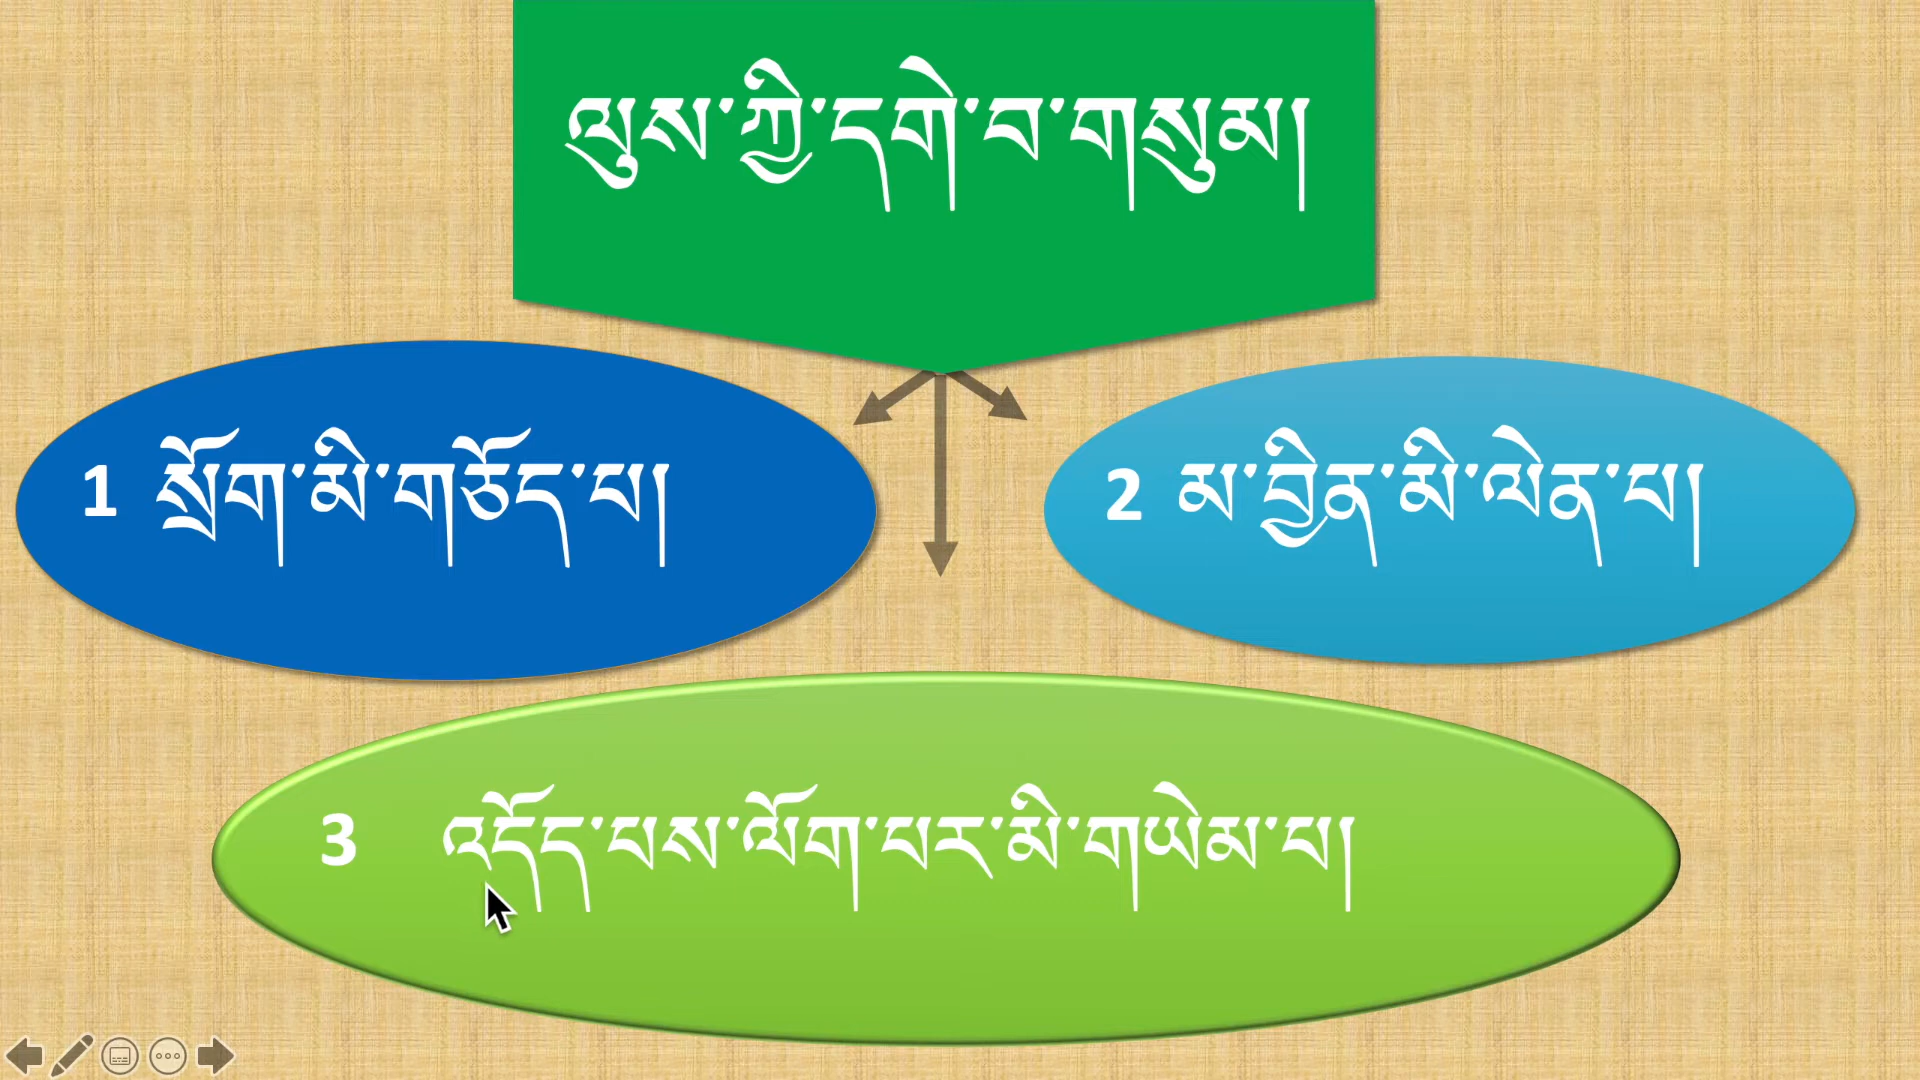 ལུས་ཀྱི་དགེ་བ་གསུམ།
1 སྲོག་མི་གཅོད་པ།
2 མ་བྱིན་མི་ལེན་པ།
3 འདོད་པས་ལོག་པར་མི་གཡེམ་པ།